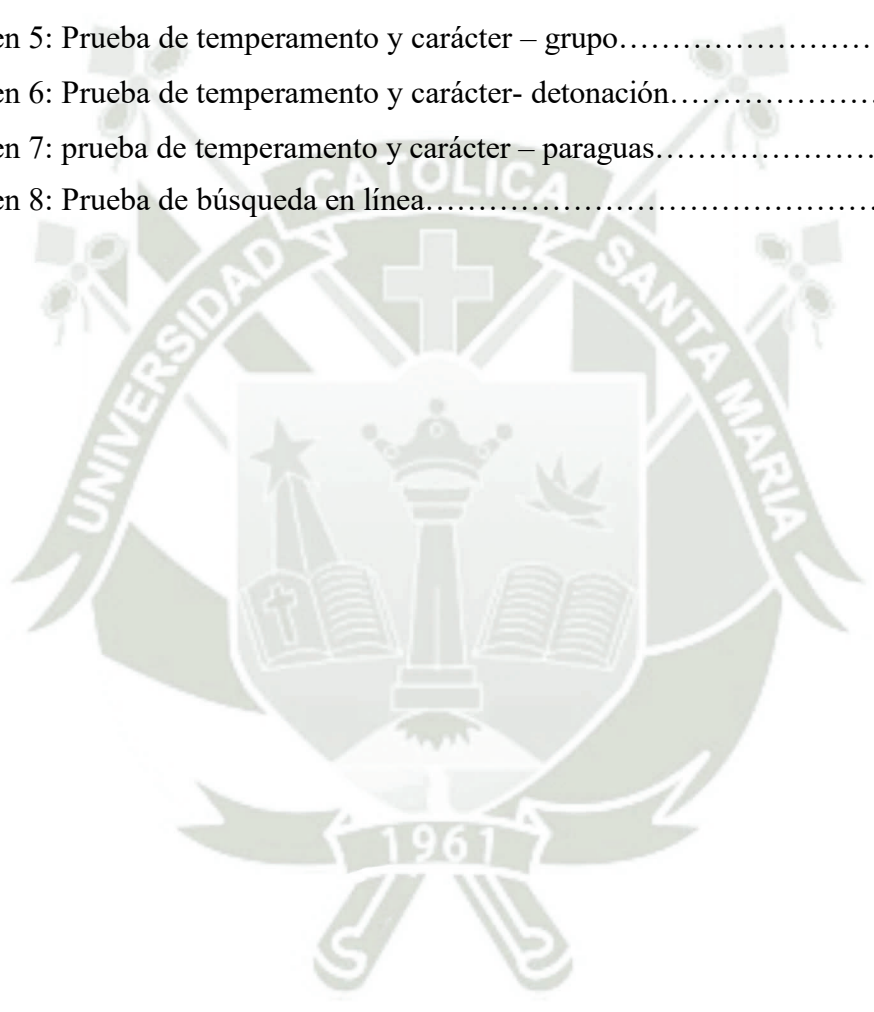 en 5: Prueba de temperamento y carácter – grupo……………………
en 6: Prueba de temperamento y carácter- detonación…………………
en 7: prueba de temperamento y carácter – paraguas…………………
en 8: Prueba de búsqueda en línea………………………………………
UNIVERSIDAD CATOLICA SANTA MARIA
1961